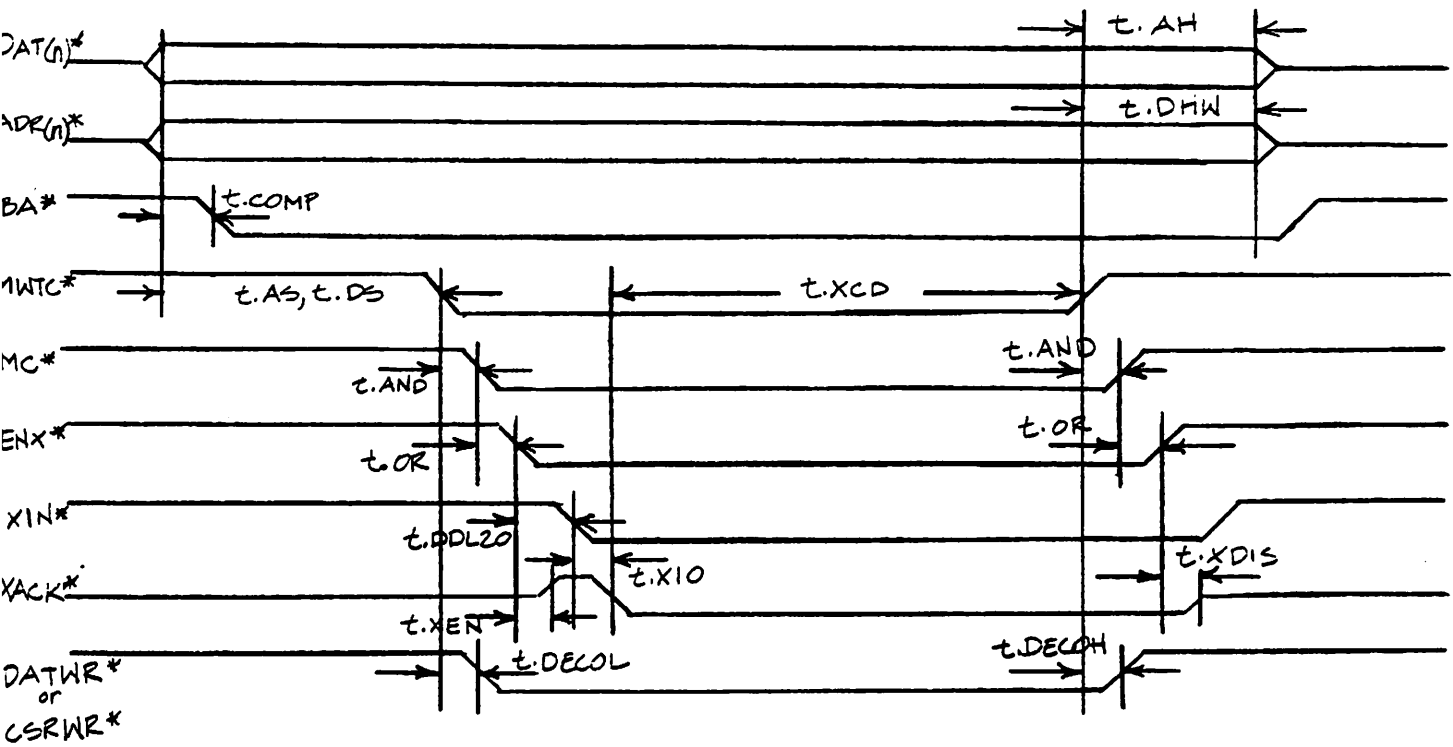 DAT(n)*
t.AH
t.DHW
ADR(n)*
BA*
t.COMP
MWTC*
t.AS, t.DS
t.XCD
MC*
t.AND
t.AND
ENX*
t.OR
t.OR
XIN*
t.DDL20
t.XDIS
XACK*
t.XIO
t.XEN
DATWR*
or
CSRWR*
t.DECOL
t.DECOH